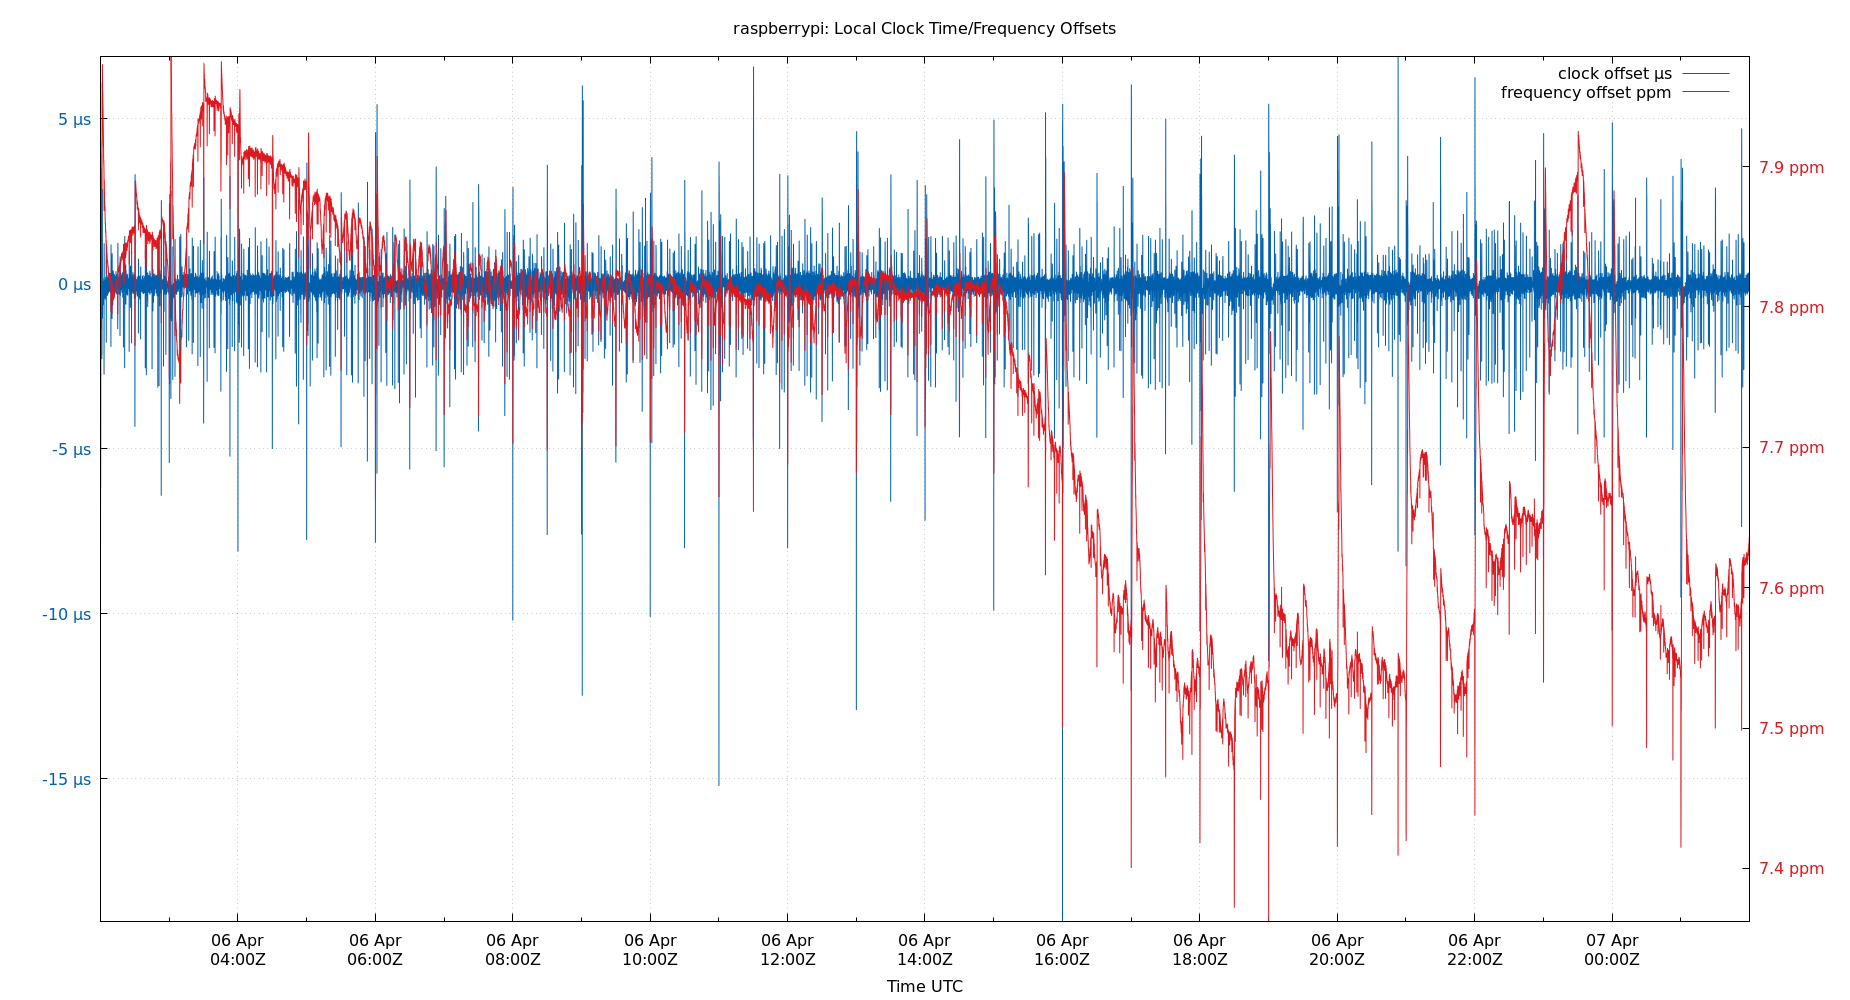 raspberrypi: Local Clock Time/Frequency Offsets
clock offset µs
frequency offset ppm
5 µs
0 µs
-5 µs
-10 µs
-15 µs
7.9 ppm
7.8 ppm
7.7 ppm
7.6 ppm
7.5 ppm
7.4 ppm
06 Apr 06 Apr 06 Apr 06 Apr 06 Apr 06 Apr 06 Apr 06 Apr 06 Apr 06 Apr 07 Apr
04:00Z 06:00Z 08:00Z 10:00Z 12:00Z 14:00Z 16:00Z 18:00Z 20:00Z 22:00Z 00:00Z
Time UTC